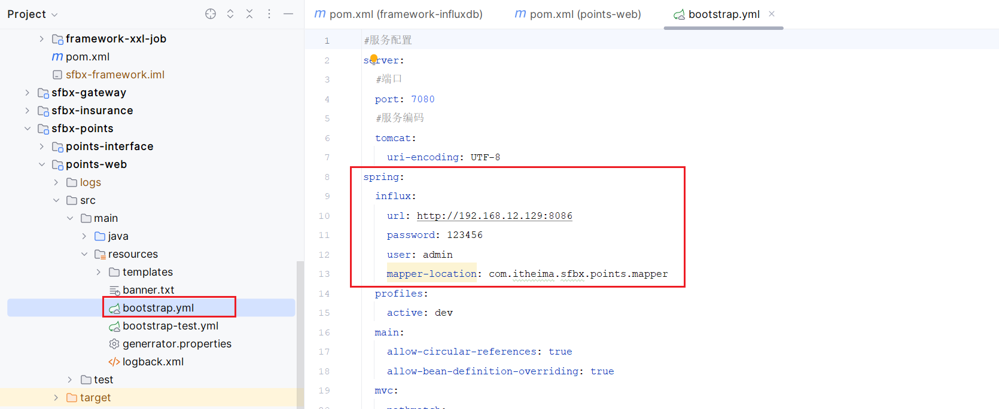 Project
framework-xxl-job
pom.xml
sfbx-framework.iml
sfbx-gateway
sfbx-insurance
sfbx-points
points-interface
points-web
logs
src
main
java
resources
templates
banner.txt
bootstrap.yml
bootstrap-test.yml
generrator.properties
logback.xml
test
target
pom.xml (framework-influxdb)
pom.xml (points-web)
bootstrap.yml
1 #服务配置
2 server:
3 #端口
4 port: 7080
5 #服务编码
6 tomcat:
7 uri-encoding: UTF-8
8 spring:
9 influx:
10 url: http://192.168.12.129:8086
11 password: 123456
12 user: admin
13 mapper-location: com.itheima.sfbx.points.mapper
14 profiles:
15 active: dev
16 main:
17 allow-circular-references: true
18 allow-bean-definition-overriding: true
19 mvc: